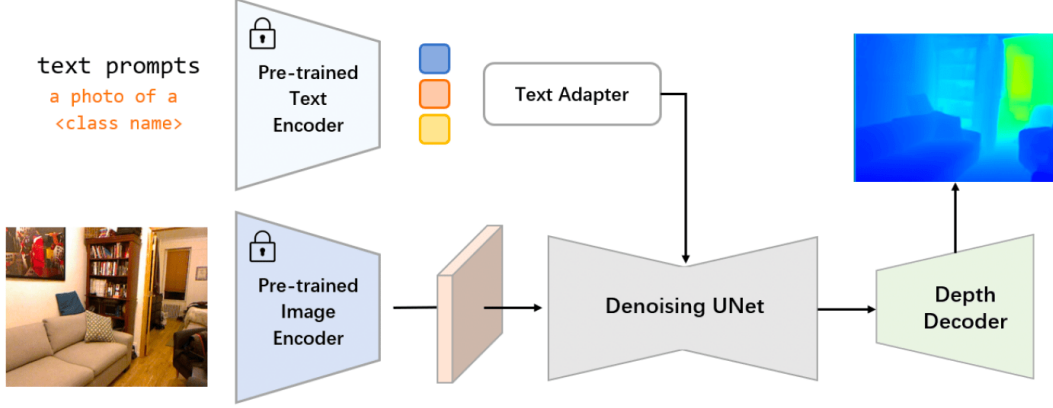 text prompts
a photo of a
<class name>
Pre-trained
Text
Encoder
Text Adapter
Pre-trained
Image
Encoder
Denoising UNet
Depth
Decoder